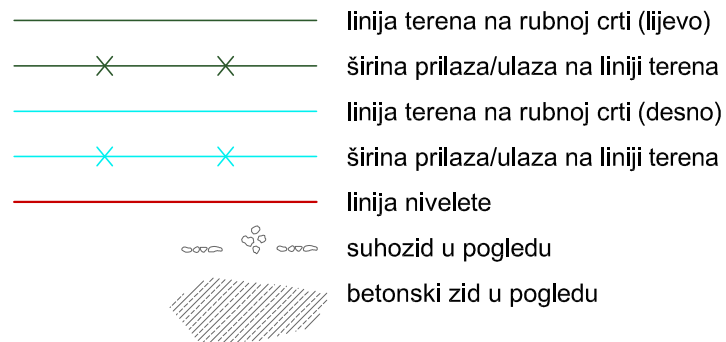 linija terena na rubnoj crti (lijevo)
širina prilaza/ulaza na liniji terena
linija terena na rubnoj crti (desno)
širina prilaza/ulaza na liniji terena
linija nivelete
suhozid u pogledu
betonski zid u pogledu